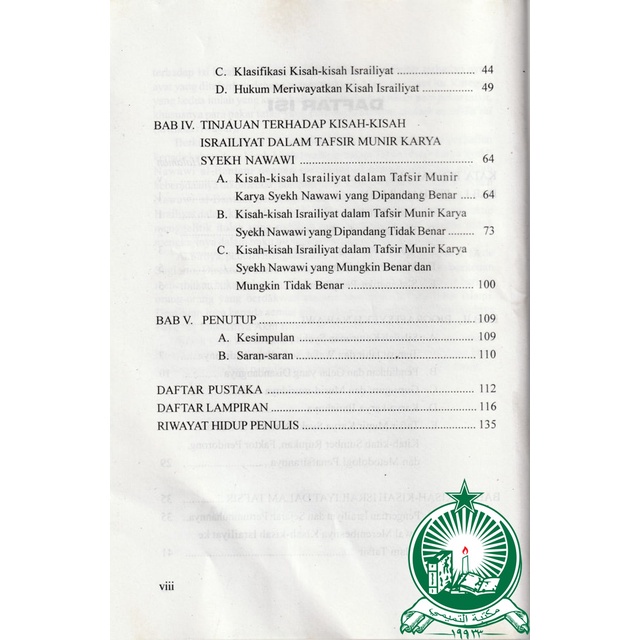 C. Klasifikasi Kisah-kisah Israiliyat .................. 44
D. Hukum Meriwayatkan Kisah Israiliyat ............. 49
BAB IV. TINJAUAN TERHADAP KISAH-KISAH
ISRAILIYAT DALAM TAFSIR MUNIR KARYA
SYEKH NAWAWI ........................................ 64
A. Kisah-kisah Israiliyat dalam Tafsir Munir
Karya Syekh Nawawi yang Dipandang Benar ..... 64
B. Kisah-kisah Israiliyat dalam Tafsir Munir Karya
Syekh Nawawi yang Dipandang Tidak Benar ......... 73
C. Kisah-kisah Israiliyat dalam Tafsir Munir Karya
Syekh Nawawi yang Mungkin Benar dan
Mungkin Tidak Benar ............................. 100
BAB V. PENUTUP .................................................. 109
A. Kesimpulan ......................................... 109
B. Saran-saran ......................................... 110
DAFTAR PUSTAKA ................................................ 112
DAFTAR LAMPIRAN ............................................... 116
RIWAYAT HIDUP PENULIS ........................................ 135
viii
مكتبة التميمي
١٩٩٣